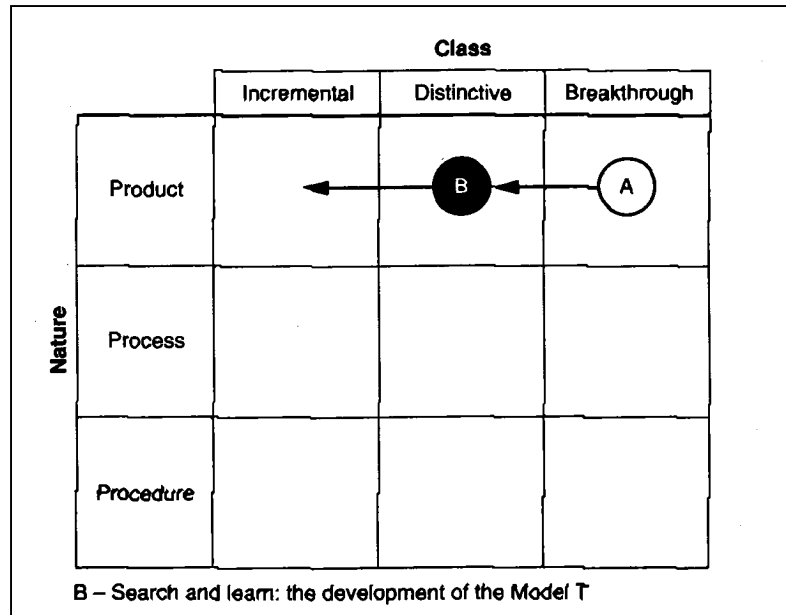 Class
Incremental Distinctive Breakthrough
Product B A
Nature
Process
Procedure
B – Search and learn: the development of the Model T